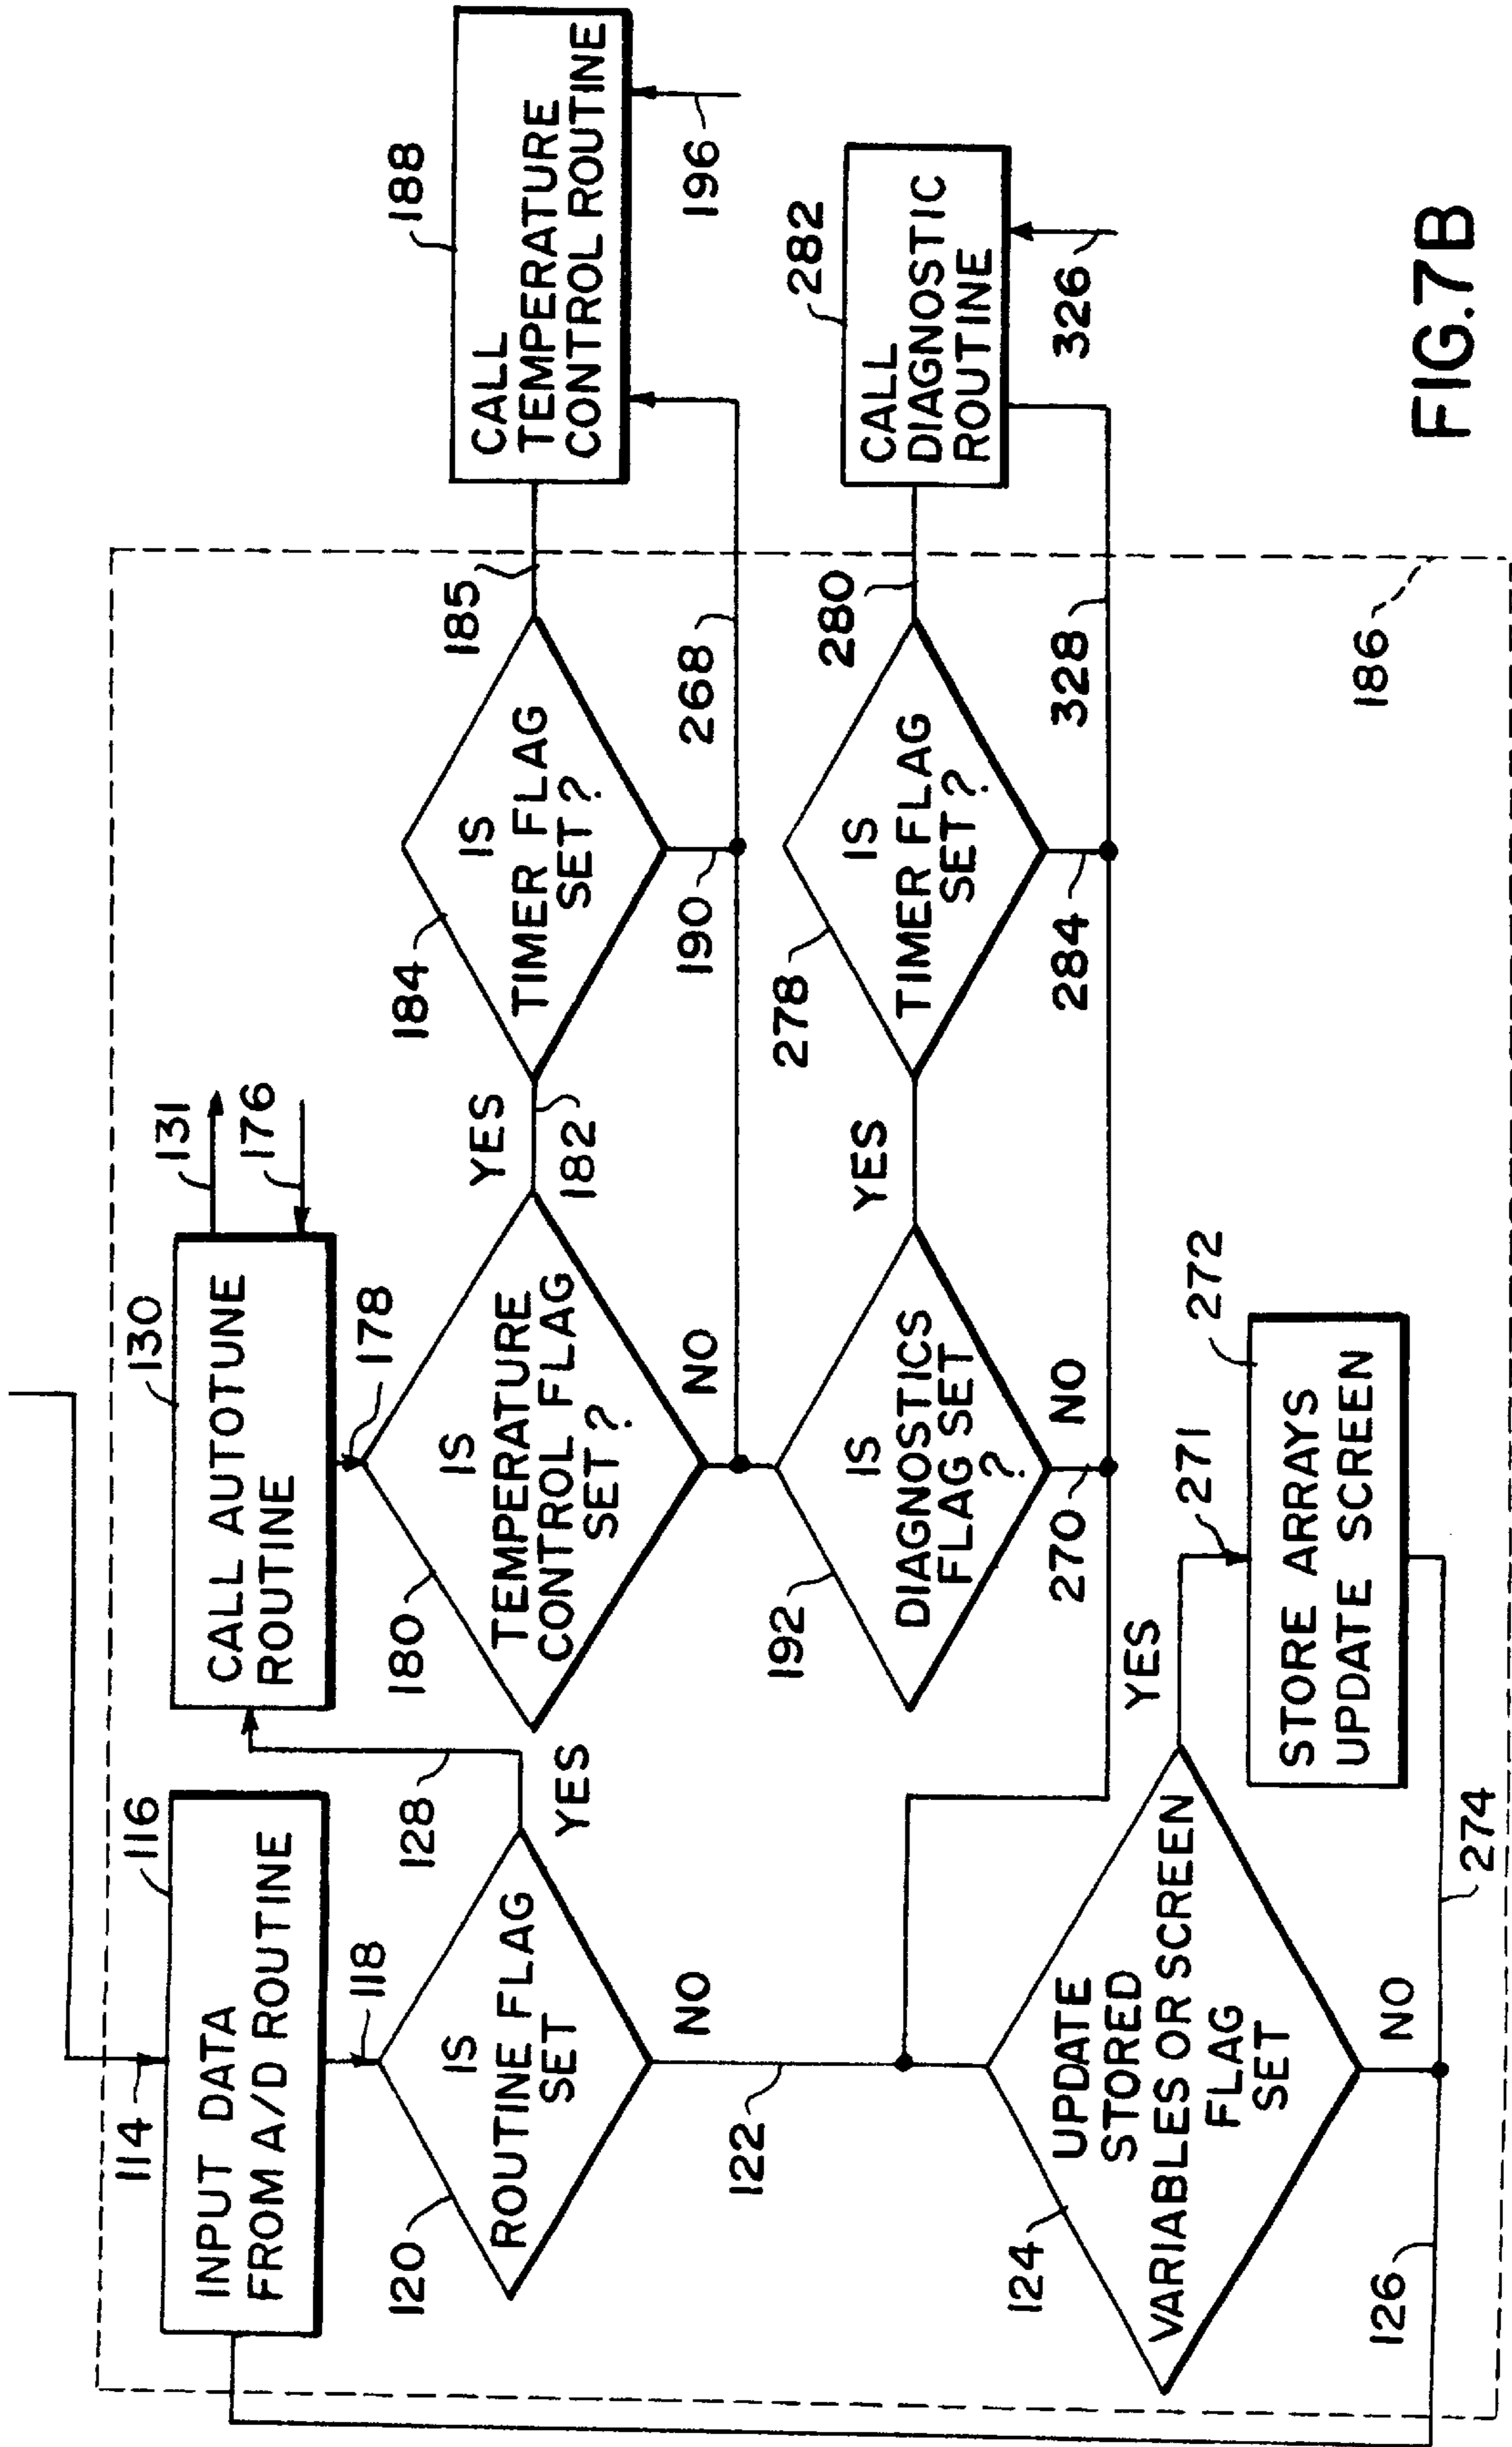 114
116
INPUT DATA
FROM A/D ROUTINE
118
120
IS
ROUTINE FLAG
SET
YES
128
NO
122
130
CALL AUTOTUNE
ROUTINE
131
176
178
180
IS
TEMPERATURE
CONTROL FLAG
SET?
YES
182
NO
184
IS
TIMER FLAG
SET?
185
190
268
188
CALL
TEMPERATURE
CONTROL ROUTINE
196
192
IS
DIAGNOSTICS
FLAG SET
?
YES
NO
270
278
IS
TIMER FLAG
SET?
280
284
328
282
CALL
DIAGNOSTIC
ROUTINE
326
124
UPDATE
STORED
VARIABLES OR SCREEN
FLAG
SET
YES
271
272
STORE ARRAYS
UPDATE SCREEN
NO
274
126
186
FIG.7B